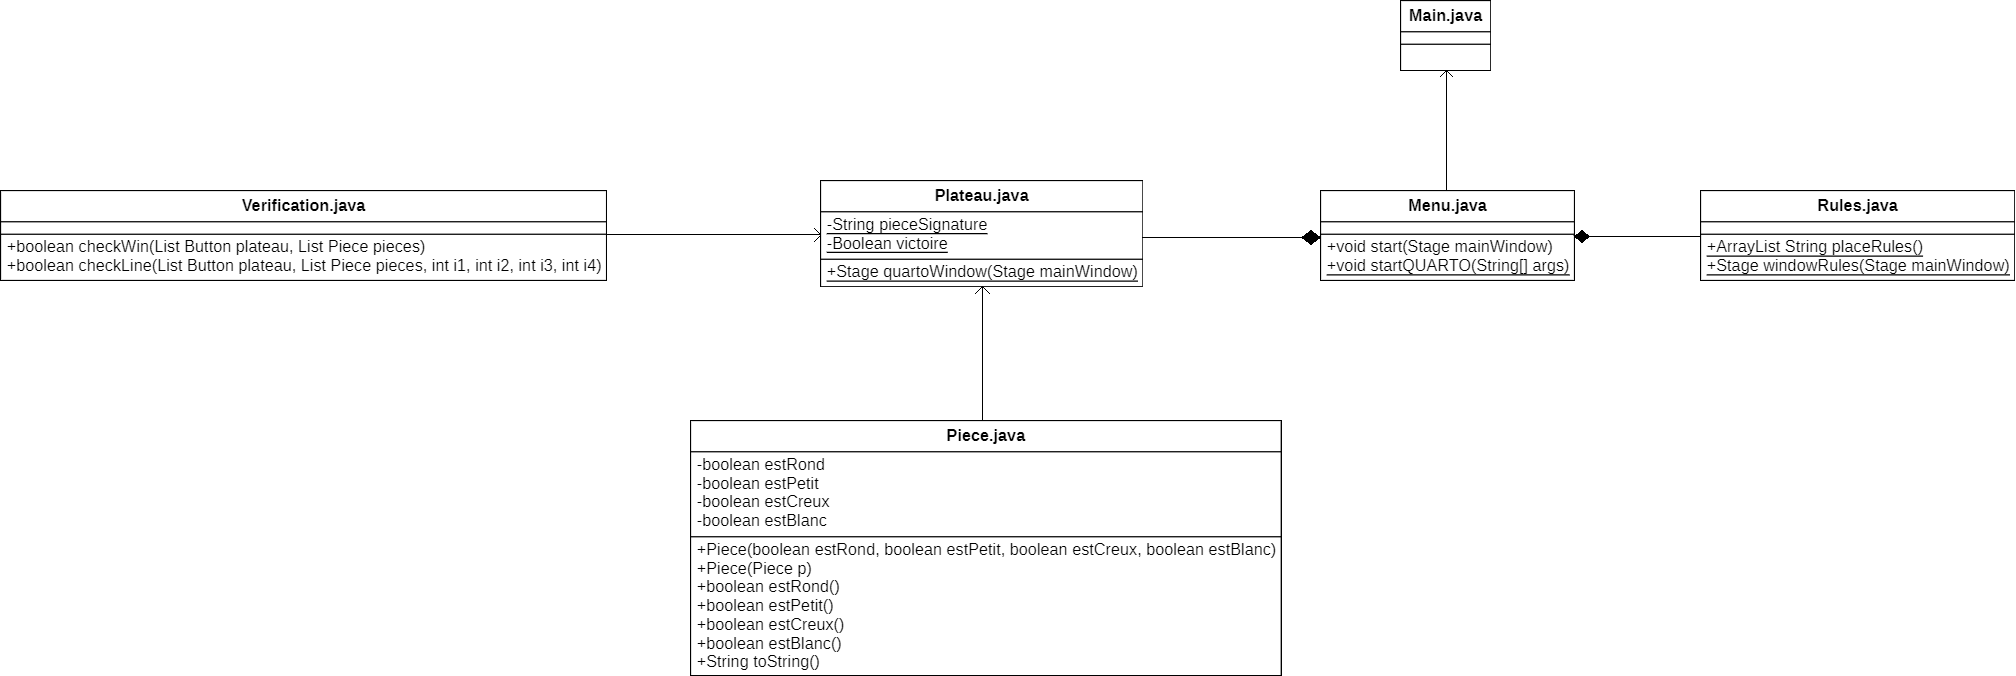 Main.java
Verification.java
+boolean checkWin(List Button plateau, List Piece pieces)
+boolean checkLine(List Button plateau, List Piece pieces, int i1, int i2, int i3, int i4)
Plateau.java
-String pieceSignature
-Boolean victoire
+Stage quartoWindow(Stage mainWindow)
Menu.java
+void start(Stage mainWindow)
+void startQUARTO(String[] args)
Rules.java
+ArrayList String placeRules()
+Stage windowRules(Stage mainWindow)
Piece.java
-boolean estRond
-boolean estPetit
-boolean estCreux
-boolean estBlanc
+Piece(boolean estRond, boolean estPetit, boolean estCreux, boolean estBlanc)
+Piece(Piece p)
+boolean estRond()
+boolean estPetit()
+boolean estCreux()
+boolean estBlanc()
+String toString()